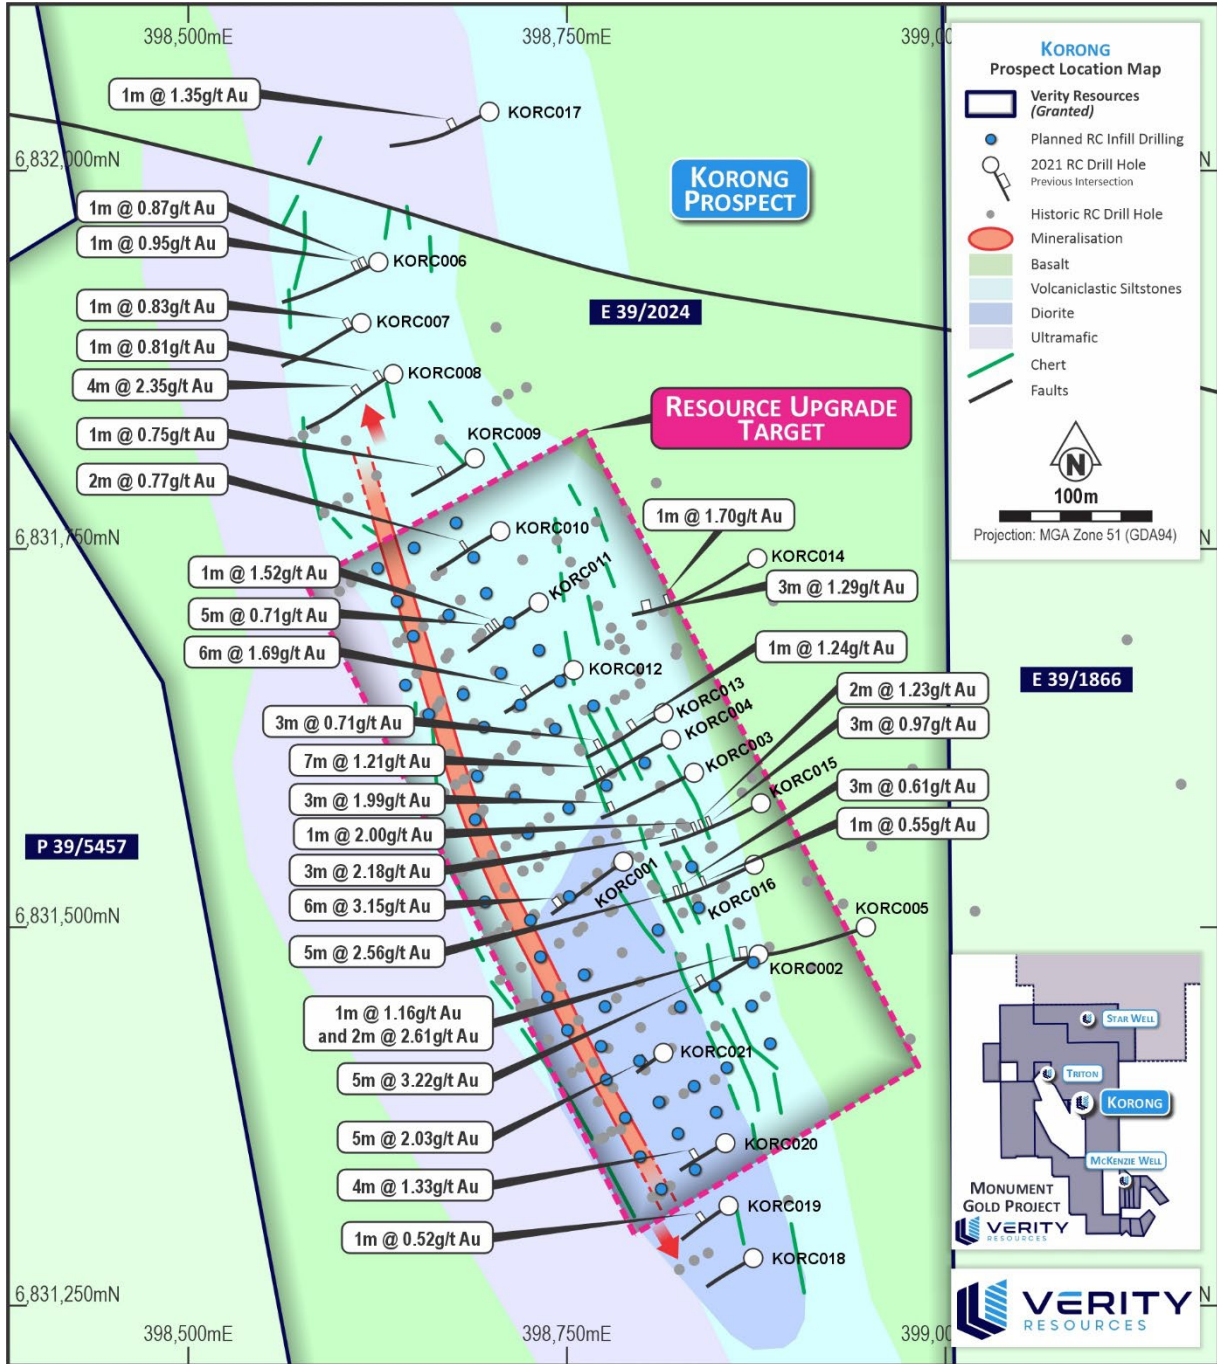 398,500mE
398,750mE
399,00
KORONG
Prospect Location Map
Verity Resources
(Granted)
Planned RC Infill Drilling
2021 RC Drill Hole
Previous Intersection
Historic RC Drill Hole
Mineralisation
Basalt
Volcaniclastic Siltstones
Diorite
Ultramafic
Chert
Faults
N
100m
Projection: MGA Zone 51 (GDA94)
1m @ 1.35g/t Au
KORC017
6,832,000mN
KORONG
PROSPECT
1m @ 0.87g/t Au
1m @ 0.95g/t Au
KORC006
1m @ 0.83g/t Au
KORC007
E 39/2024
1m @ 0.81g/t Au
KORC008
4m @ 2.35g/t Au
RESOURCE UPGRADE
TARGET
1m @ 0.75g/t Au
KORC009
2m @ 0.77g/t Au
1m @ 1.70g/t Au
KORC010
6,831,750mN
KORC014
1m @ 1.52g/t Au
KORC011
3m @ 1.29g/t Au
5m @ 0.71g/t Au
6m @ 1.69g/t Au
1m @ 1.24g/t Au
KORC012
E 39/1866
2m @ 1.23g/t Au
KORC013
3m @ 0.71g/t Au
3m @ 0.97g/t Au
KORC004
7m @ 1.21g/t Au
KORC003
3m @ 0.61g/t Au
3m @ 1.99g/t Au
KORC015
1m @ 2.00g/t Au
1m @ 0.55g/t Au
P 39/5457
3m @ 2.18g/t Au
KORC001
6m @ 3.15g/t Au
KORC016
KORC005
6,831,500mN
N
5m @ 2.56g/t Au
KORC002
1m @ 1.16g/t Au
and 2m @ 2.61g/t Au
KORC021
5m @ 3.22g/t Au
5m @ 2.03g/t Au
KORC020
4m @ 1.33g/t Au
KORC019
1m @ 0.52g/t Au
KORC018
STAR WELL
TRITON
KORONG
MCKENZIE WELL
MONUMENT
GOLD PROJECT
VERITY
RESOURCES
6,831,250mN
N
VERITY
RESOURCES
398,500mE
398,750mE
399,00